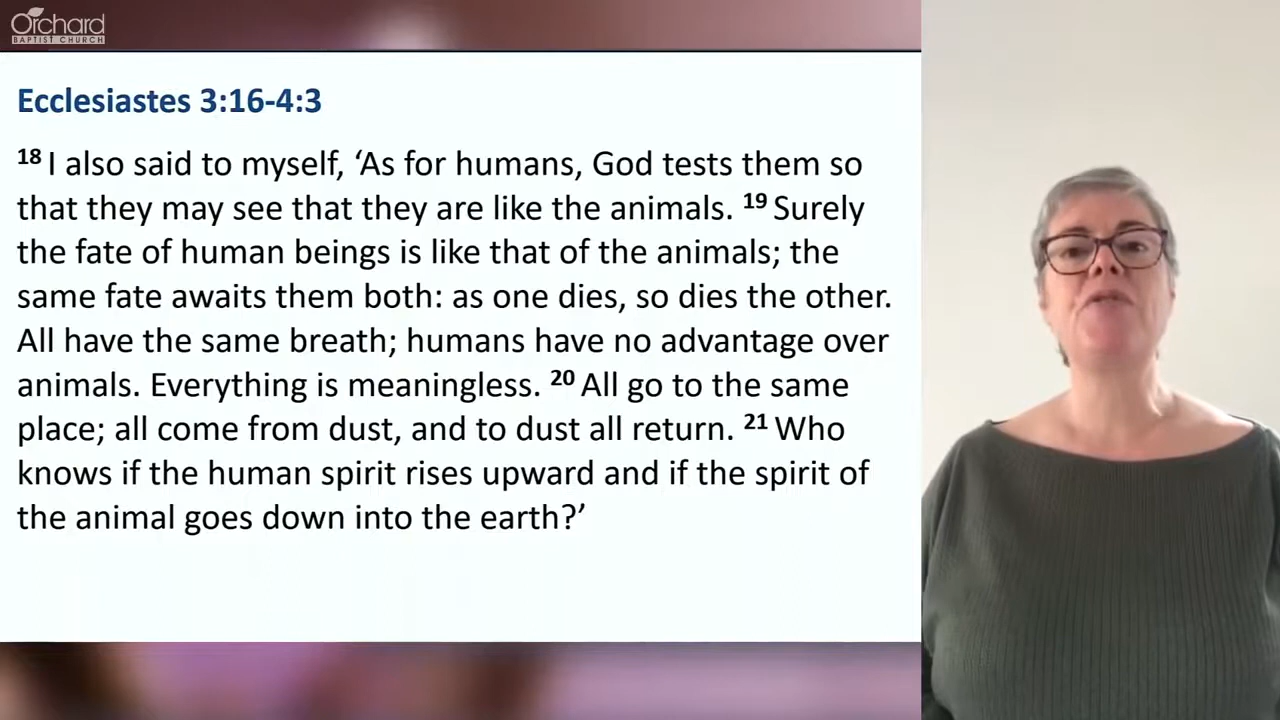 Orchard
BAPTIST CHURCH
Ecclesiastes 3:16-4:3
18 I also said to myself, ‘As for humans, God tests them so
that they may see that they are like the animals. 19 Surely
the fate of human beings is like that of the animals; the
same fate awaits them both: as one dies, so dies the other.
All have the same breath; humans have no advantage over
animals. Everything is meaningless. 20 All go to the same
place; all come from dust, and to dust all return. 21 Who
knows if the human spirit rises upward and if the spirit of
the animal goes down into the earth?’